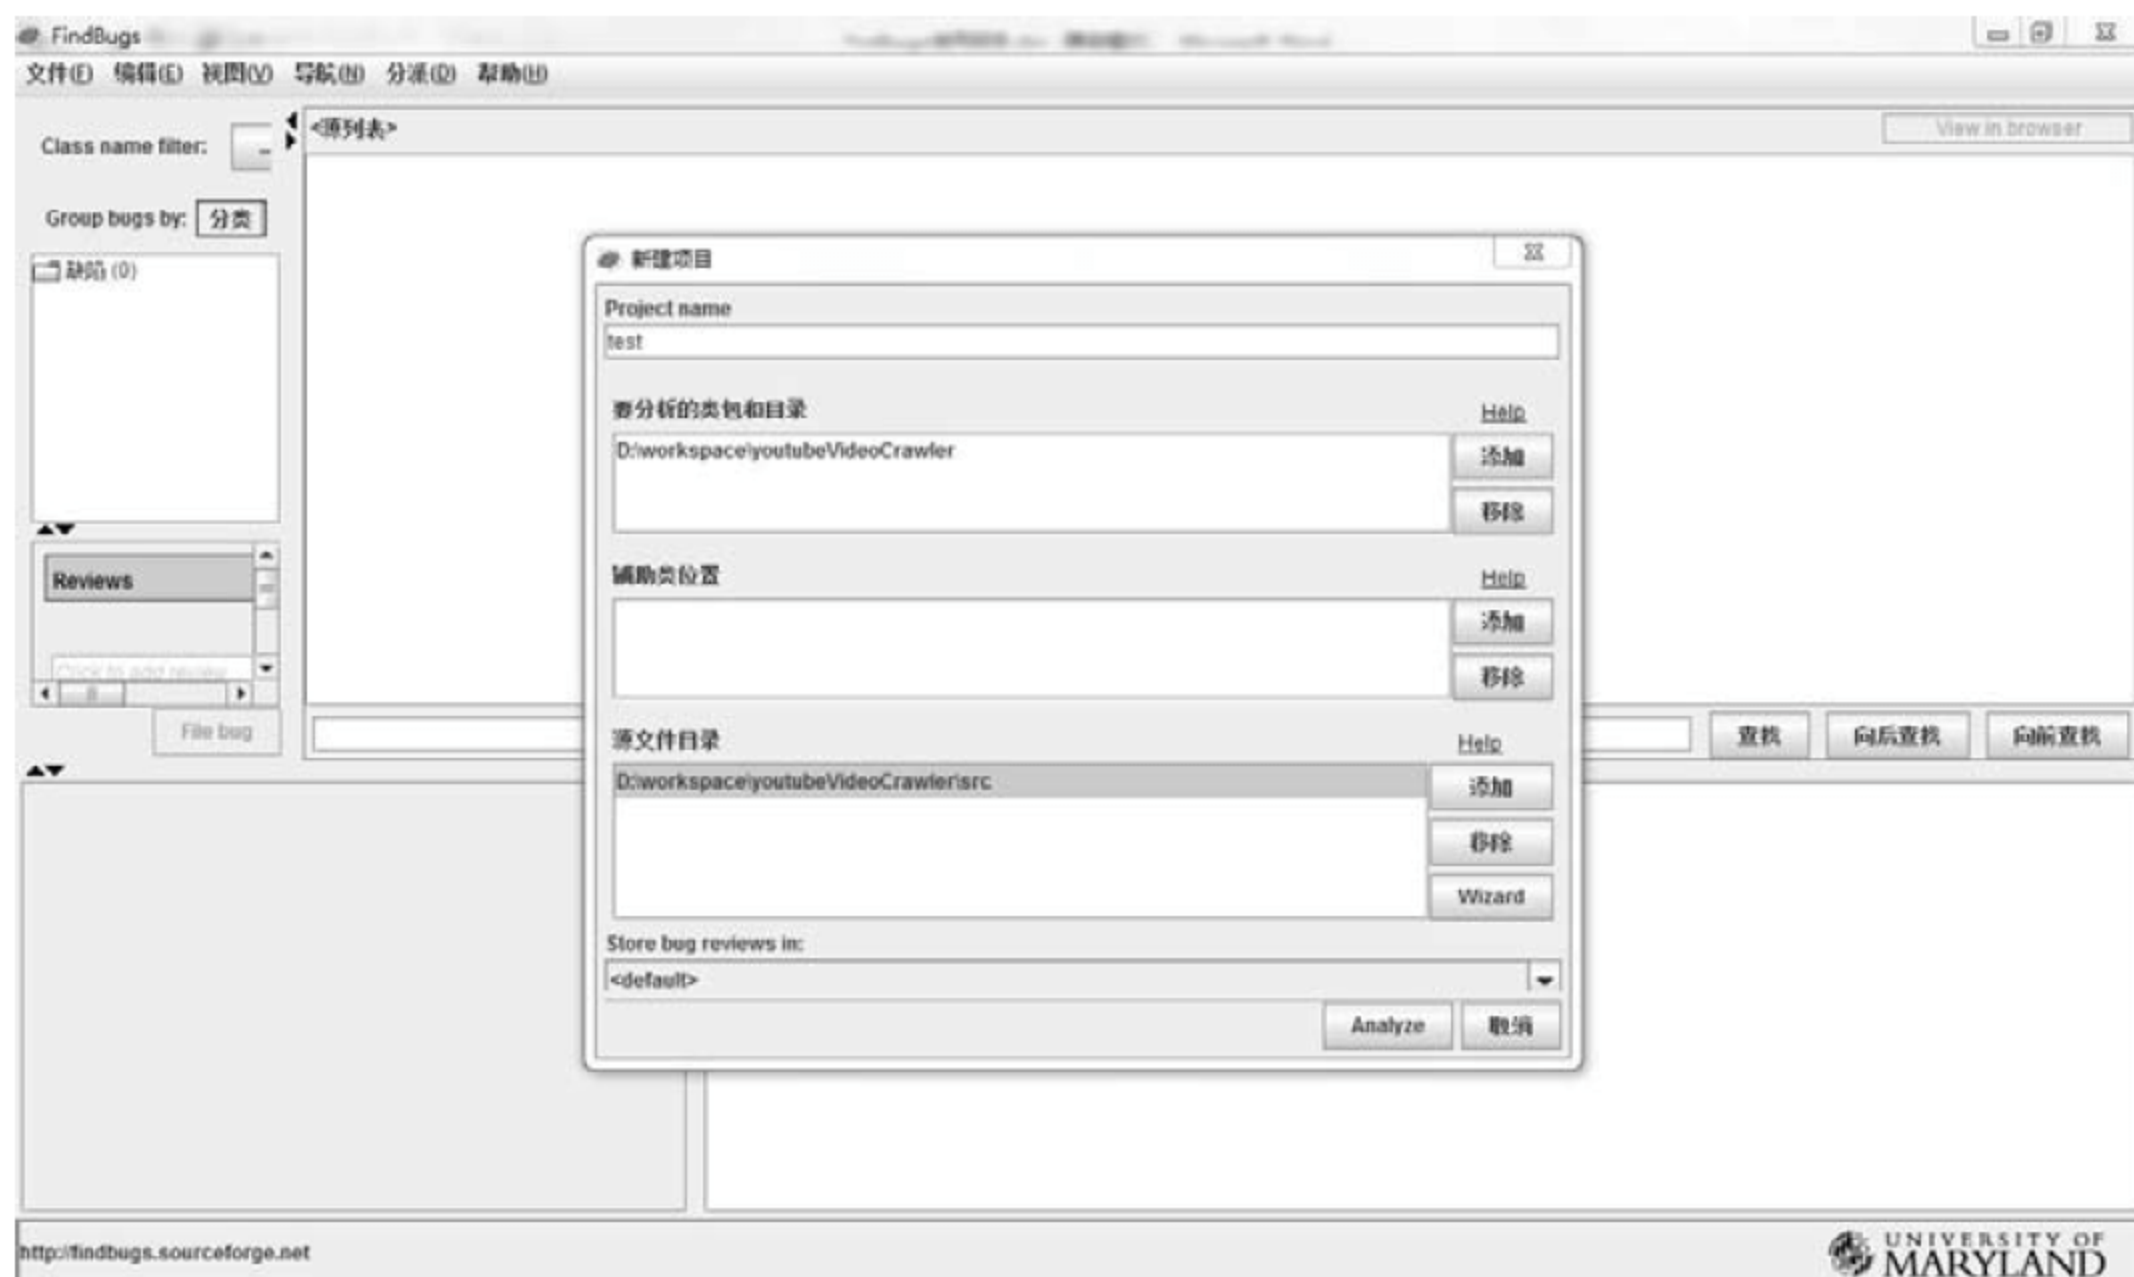 FindBugs
文件(F) 编辑(E) 视图(V) 导航(N) 分派(D) 帮助(H)
Class name filter:
<源列表>
View in browser
Group bugs by: 分类
缺陷 (0)
新建项目
Project name
test
要分析的类包和目录
Help
D:\workspace\youtubeVideoCrawler
添加
移除
辅助类位置
Help
添加
移除
Reviews
Click to add review
File bug
源文件目录
Help
D:\workspace\youtubeVideoCrawler\src
添加
移除
Wizard
查找 向后查找 向前查找
Store bug reviews in:
<default>
Analyze 取消
http://findbugs.sourceforge.net
UNIVERSITY OF
MARYLAND